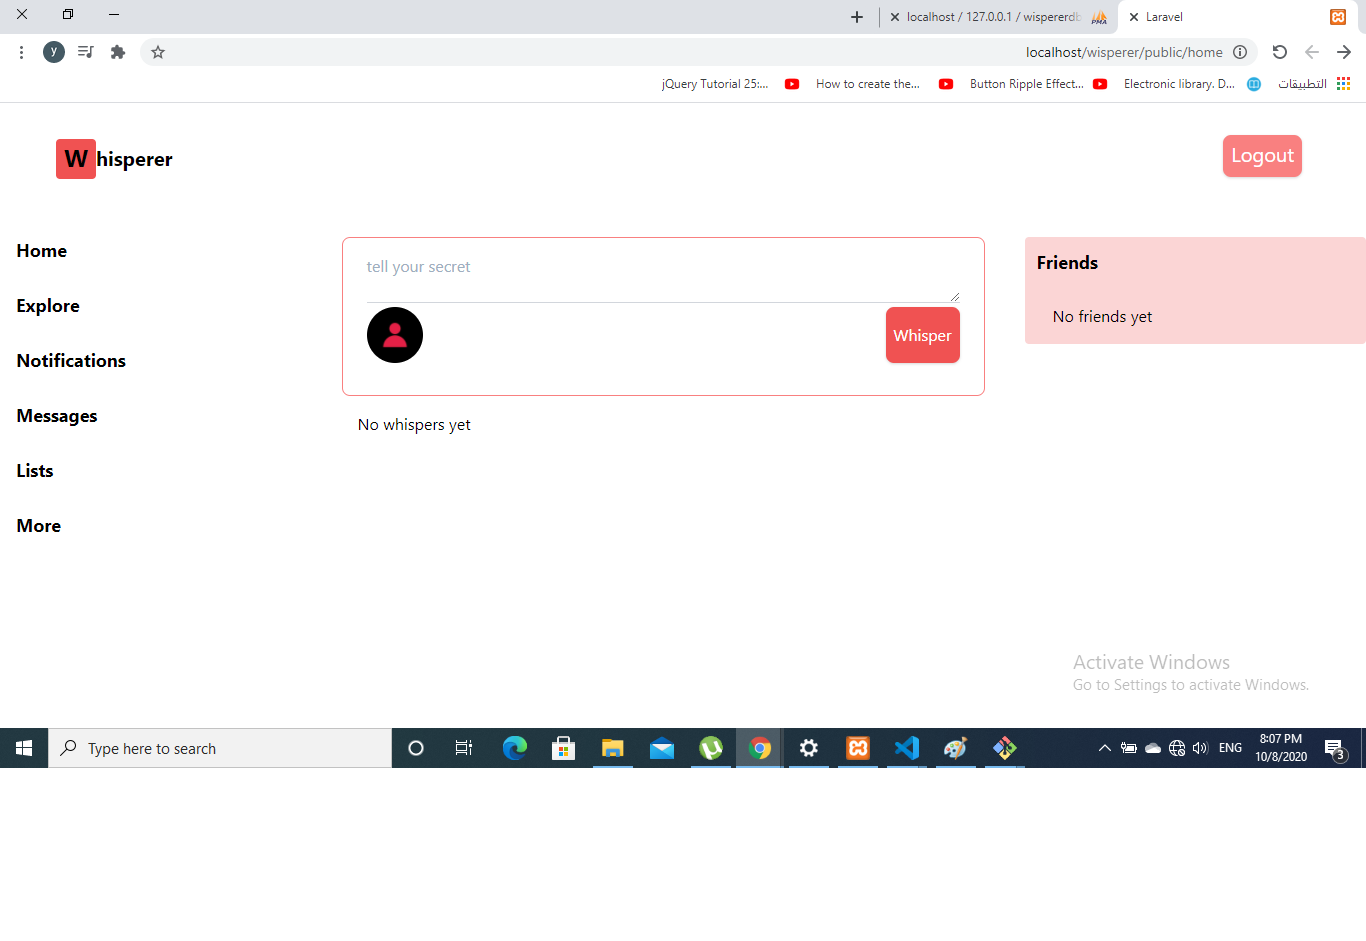 localhost / 127.0.0.1 / wispererdb
PMA
Laravel
y
localhost/wisperer/public/home
jQuery Tutorial 25:...
How to create the...
Button Ripple Effect...
Electronic library. D...
التطبيقات
Whisperer
Logout
Home
Explore
Notifications
Messages
Lists
More
tell your secret
Whisper
No whispers yet
Friends
No friends yet
Activate Windows
Go to Settings to activate Windows.
Type here to search
ENG
8:07 PM
10/8/2020
3